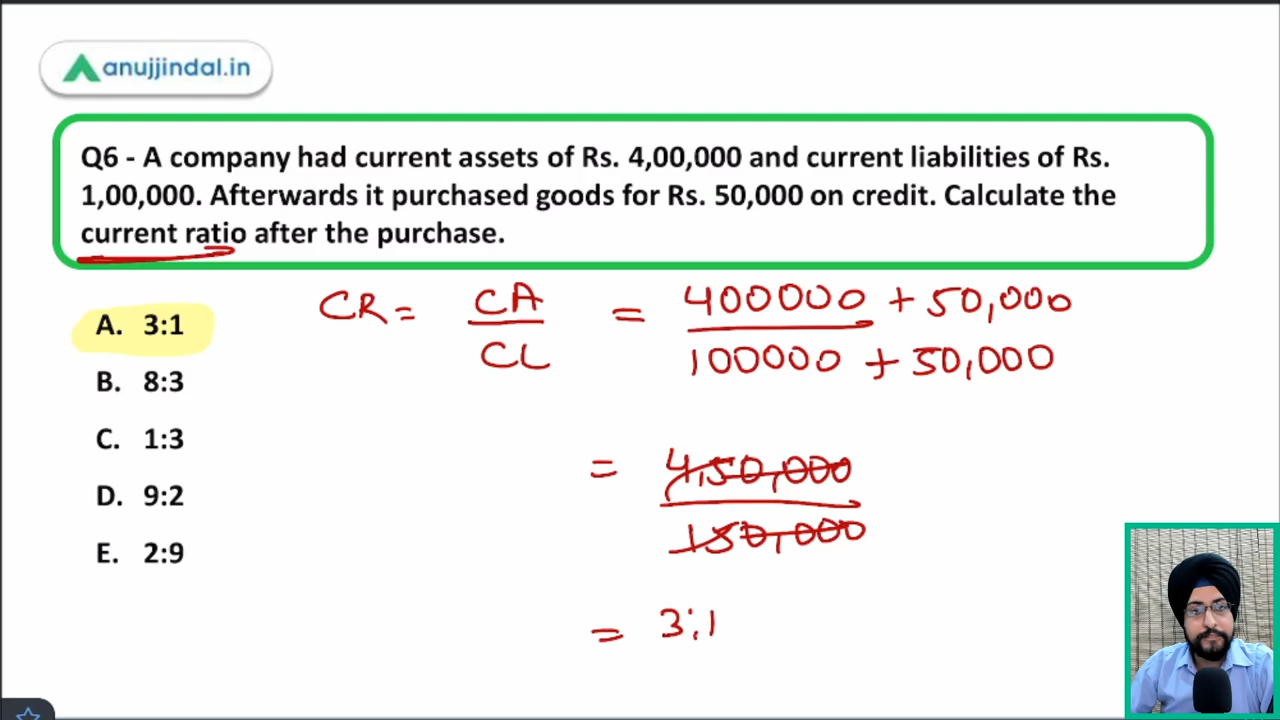 anujjindal.in
Q6 - A company had current assets of Rs. 4,00,000 and current liabilities of Rs.
1,00,000. Afterwards it purchased goods for Rs. 50,000 on credit. Calculate the
current ratio after the purchase.
A. 3:1
B. 8:3
C. 1:3
D. 9:2
E. 2:9
CR = CA = 400000 + 50,000
CL 100000 + 50,000
= 4,50,000
150,000
= 3:1